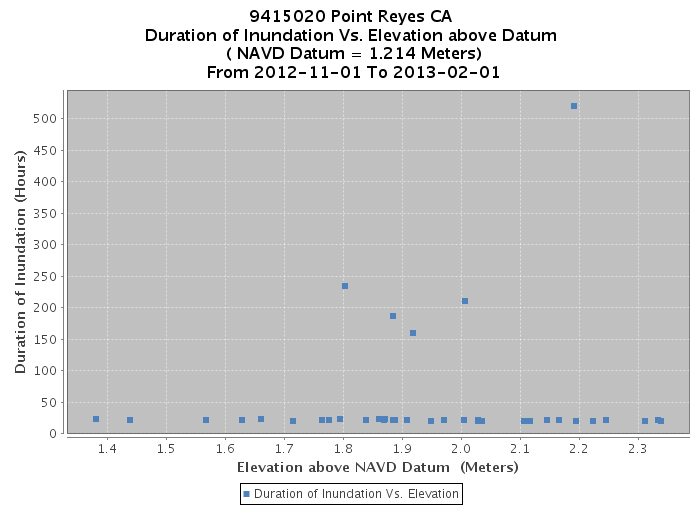 9415020 Point Reyes CA
Duration of Inundation Vs. Elevation above Datum
( NAVD Datum = 1.214 Meters)
From 2012-11-01 To 2013-02-01
Duration of Inundation (Hours)
500
450
400
350
300
250
200
150
100
50
0
1.4 1.5 1.6 1.7 1.8 1.9 2.0 2.1 2.2 2.3
Elevation above NAVD Datum (Meters)
Duration of Inundation Vs. Elevation